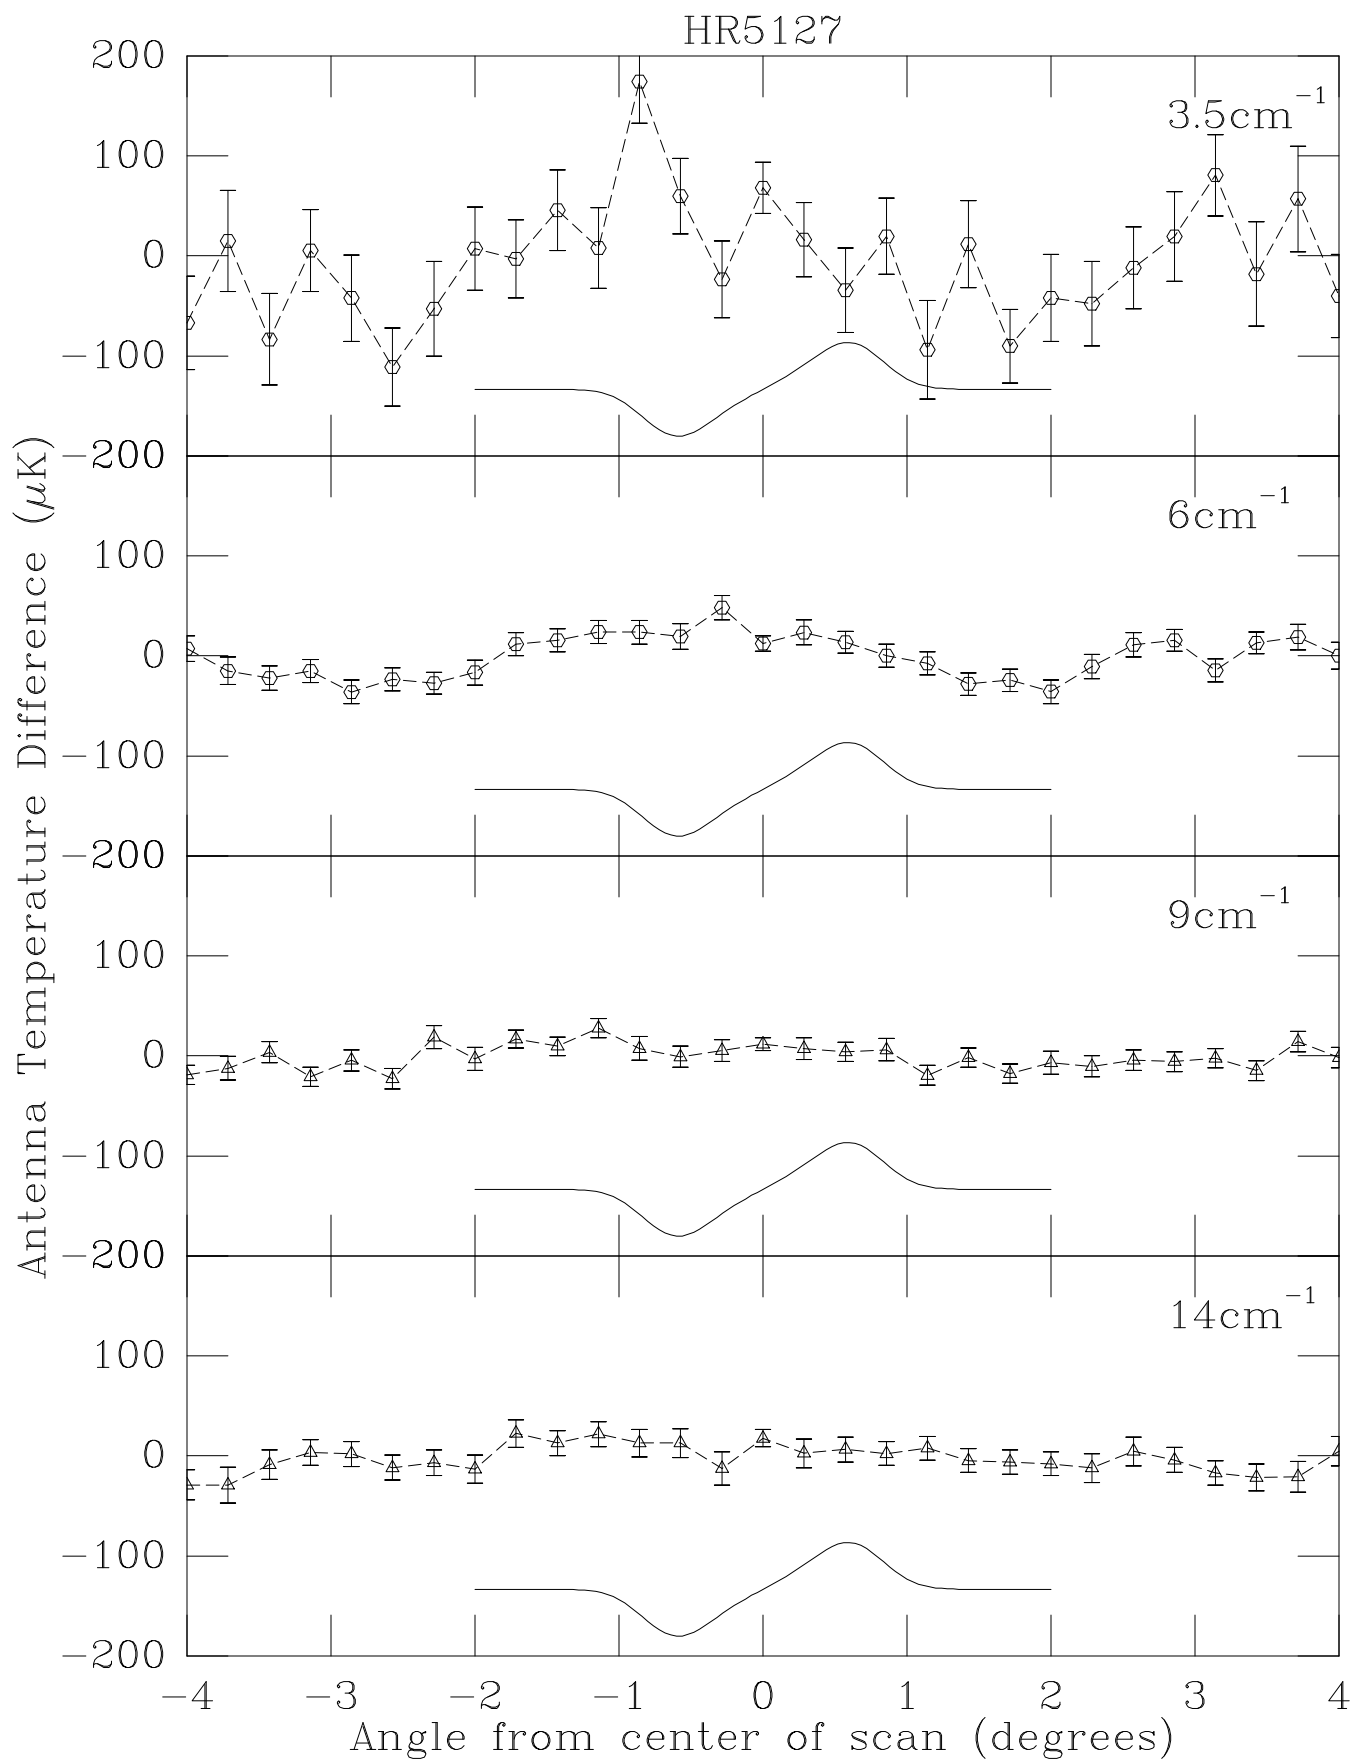 HR5127
200
3.5cm⁻¹
100
0
−100
−200
6cm⁻¹
100
0
−100
−200
9cm⁻¹
100
0
−100
−200
14cm⁻¹
100
0
−100
−200
−4 −3 −2 −1 0 1 2 3 4
Angle from center of scan (degrees)
Antenna Temperature Difference (μK)